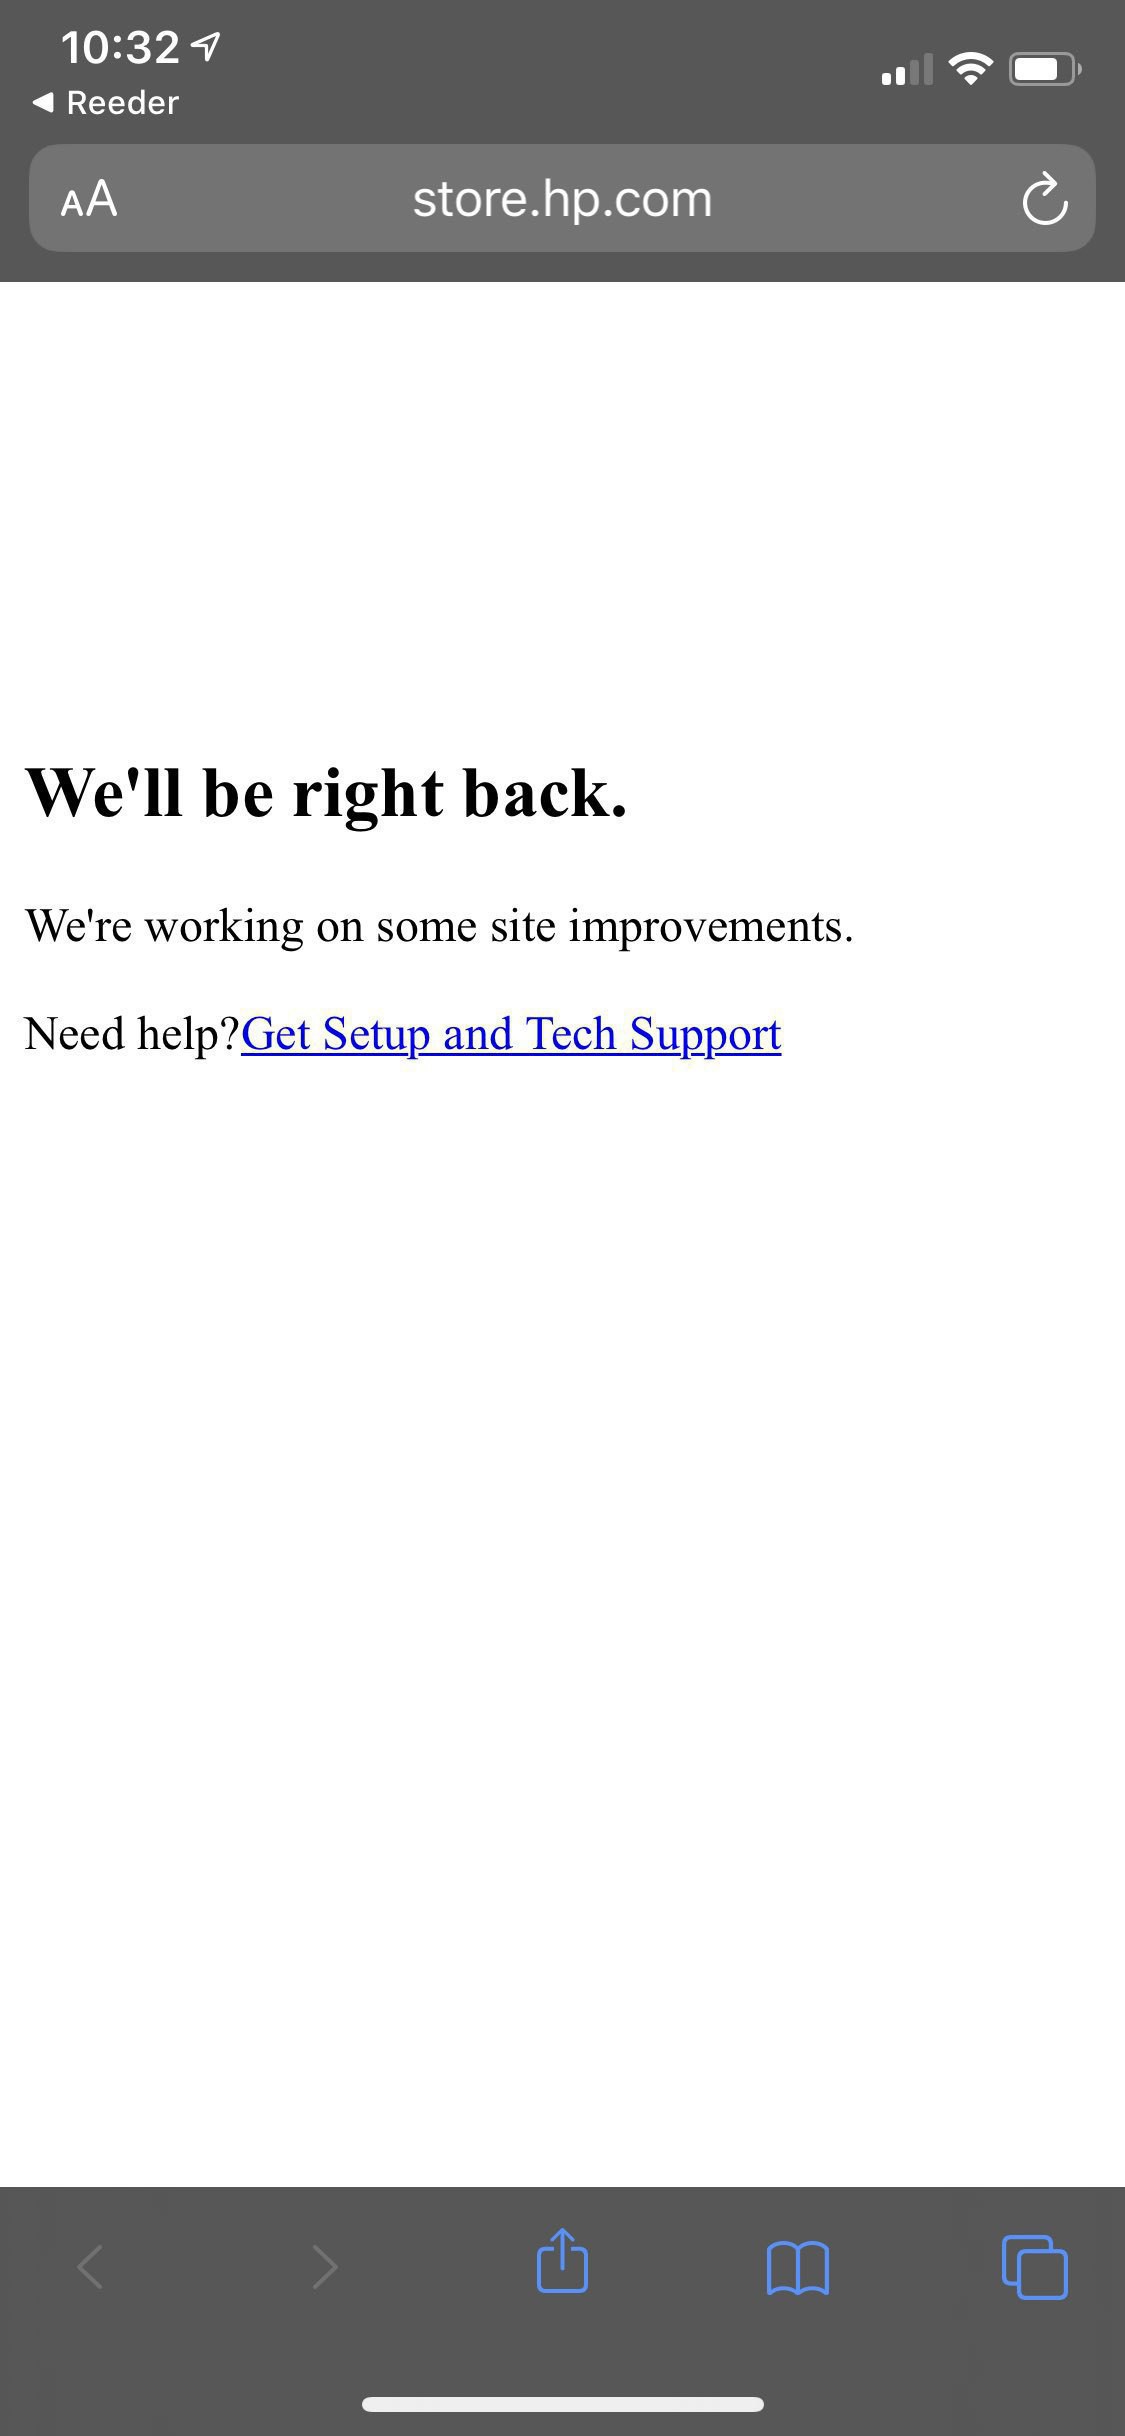 10:32
Reeder
AA
store.hp.com
We'll be right back.
We're working on some site improvements.
Need help?Get Setup and Tech Support